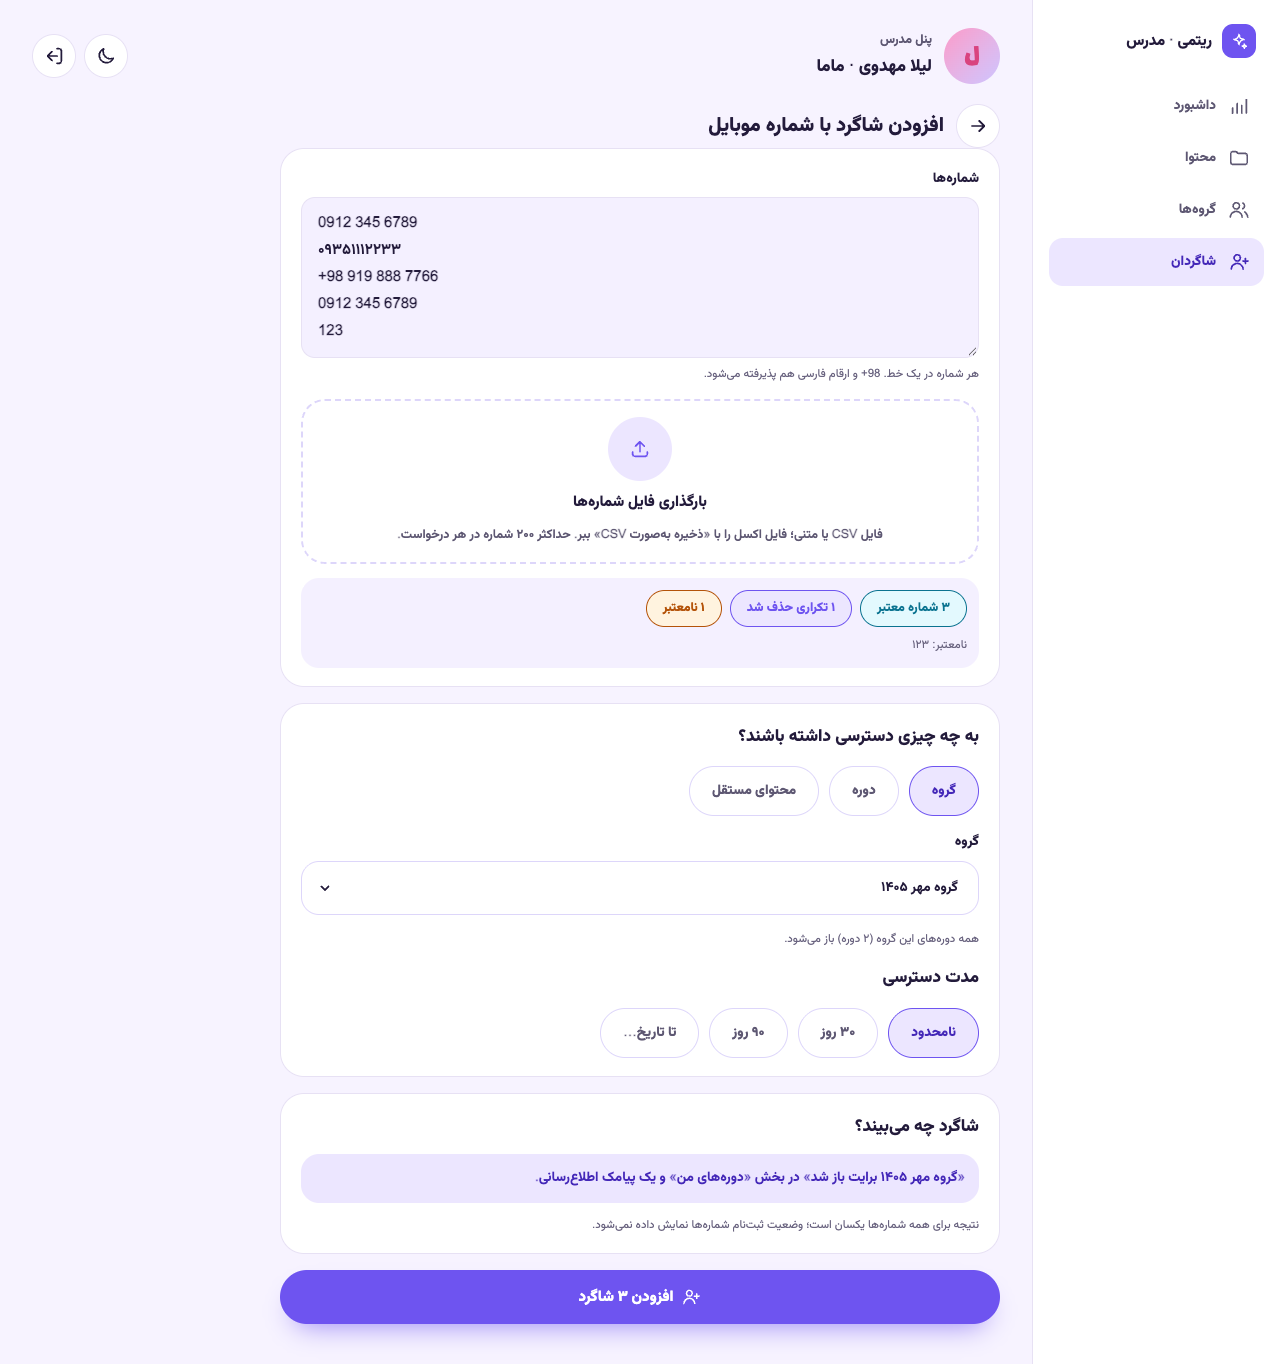 ریتمی · مدرس
داشبورد
محتوا
گروه‌ها
شاگردان
ل
پنل مدرس
لیلا مهدوی · ماما
افزودن شاگرد با شماره موبایل
شماره‌ها
0912 345 6789
۰۹۳۵۱۱۱۲۲۳۳
+98 919 888 7766
0912 345 6789
123
هر شماره در یک خط. 98+ و ارقام فارسی هم پذیرفته می‌شود.
بارگذاری فایل شماره‌ها
فایل CSV یا متنی؛ فایل اکسل را با «ذخیره به‌صورت CSV» ببر. حداکثر ۲۰۰ شماره در هر درخواست.
۳ شماره معتبر
۱ تکراری حذف شد
۱ نامعتبر
نامعتبر: ۱۲۳
به چه چیزی دسترسی داشته باشند؟
گروه
دوره
محتوای مستقل
گروه
گروه مهر ۱۴۰۵
همه دوره‌های این گروه (۲ دوره) باز می‌شود.
مدت دسترسی
نامحدود
۳۰ روز
۹۰ روز
تا تاریخ…
شاگرد چه می‌بیند؟
«گروه مهر ۱۴۰۵ برایت باز شد» در بخش «دوره‌های من» و یک پیامک اطلاع‌رسانی.
نتیجه برای همه شماره‌ها یکسان است؛ وضعیت ثبت‌نام شماره‌ها نمایش داده نمی‌شود.
افزودن ۳ شاگرد